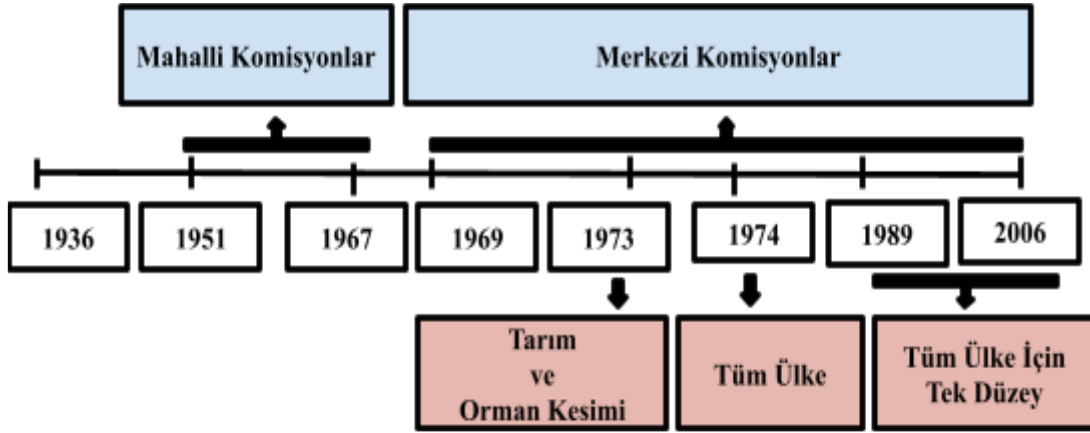 Mahalli Komisyonlar
Merkezi Komisyonlar
1936
1951
1967
1969
1973
1974
1989
2006
Tarım
ve
Orman Kesimi
Tüm Ülke
Tüm Ülke İçin
Tek Düzey